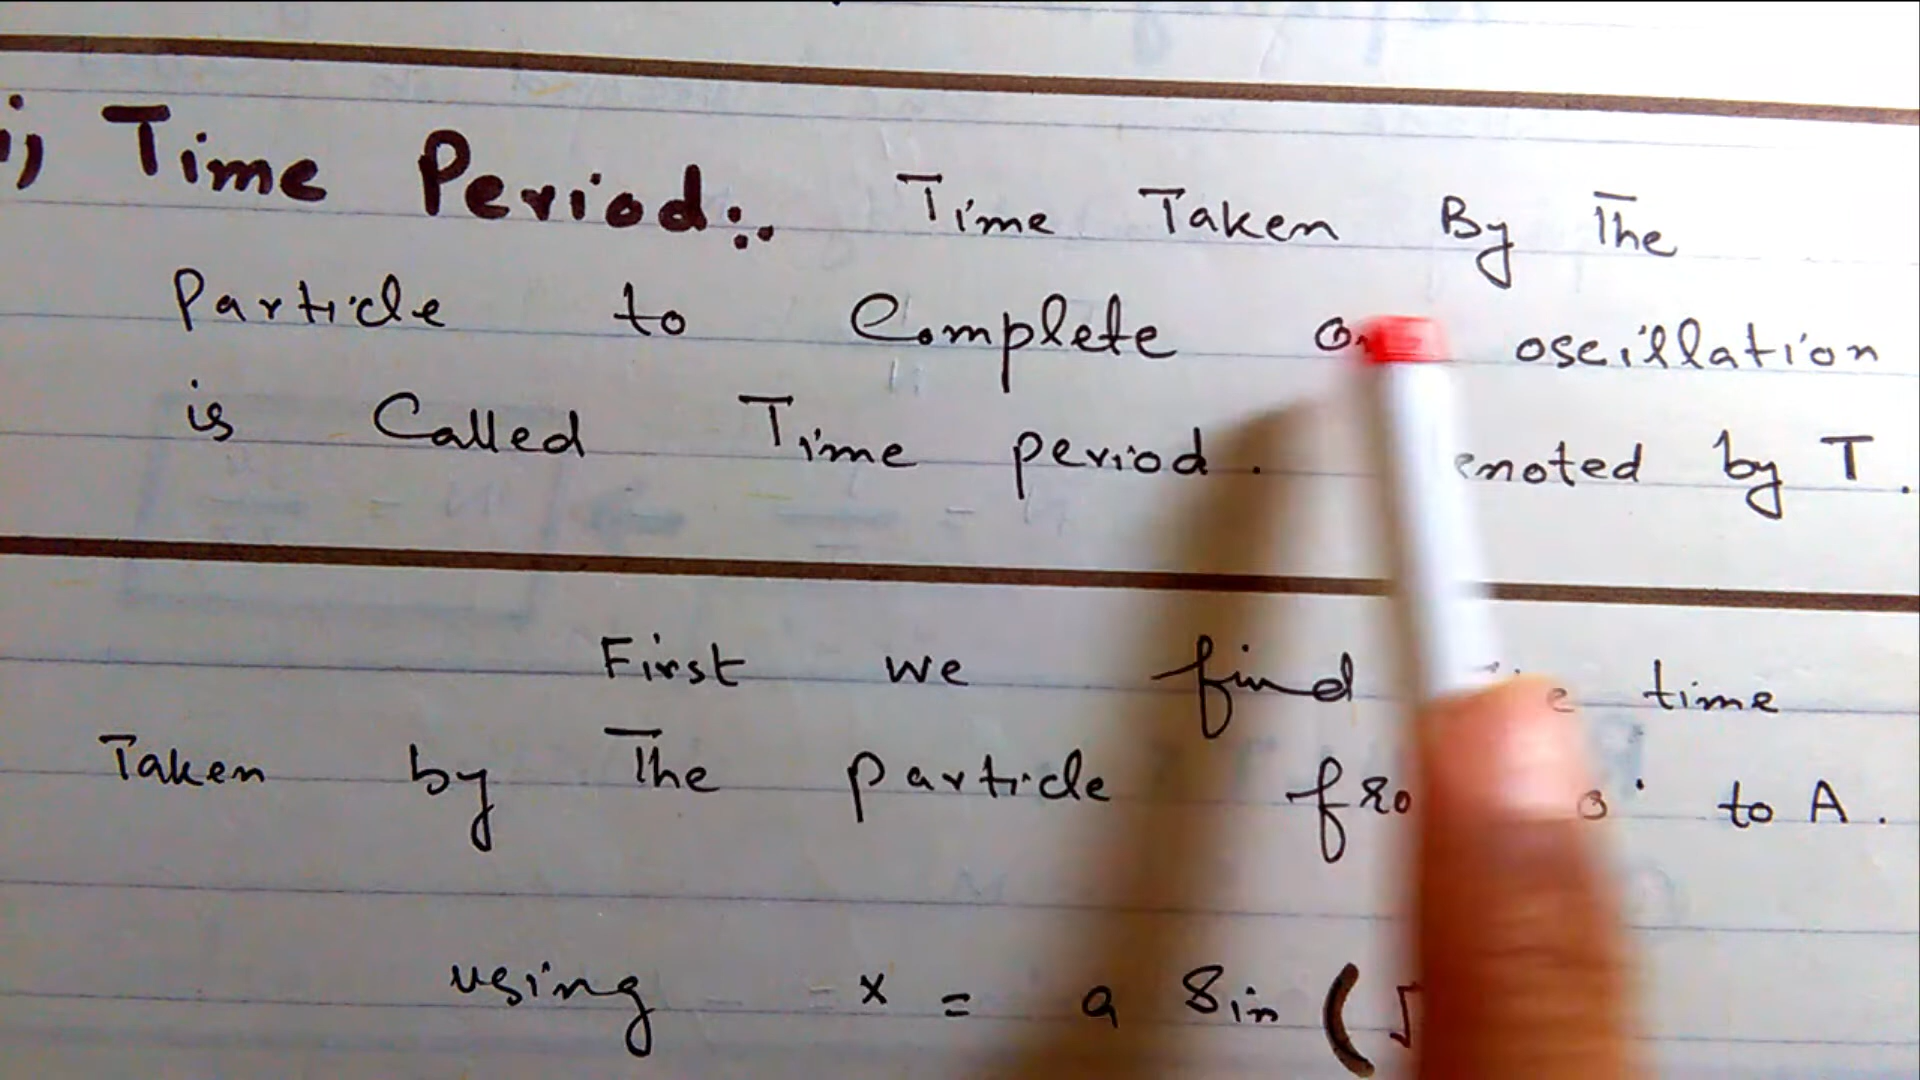 i) Time Period:. Time Taken By The
Particle to Complete oscillation
is Called Time period. enoted by T.
First we find time
Taken by The particle to A.
using x = a Sin (